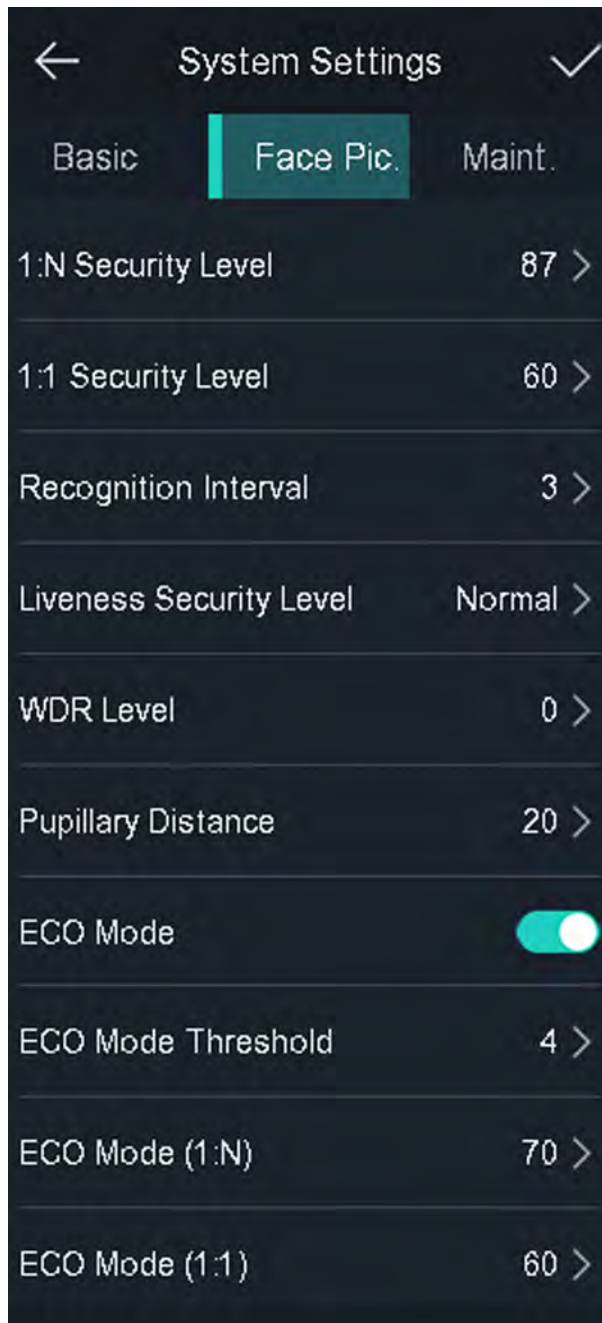 System Settings
Basic Face Pic. Maint.
1:N Security Level 87
1:1 Security Level 60
Recognition Interval 3
Liveness Security Level Normal
WDR Level 0
Pupillary Distance 20
ECO Mode
ECO Mode Threshold 4
ECO Mode (1:N) 70
ECO Mode (1:1) 60